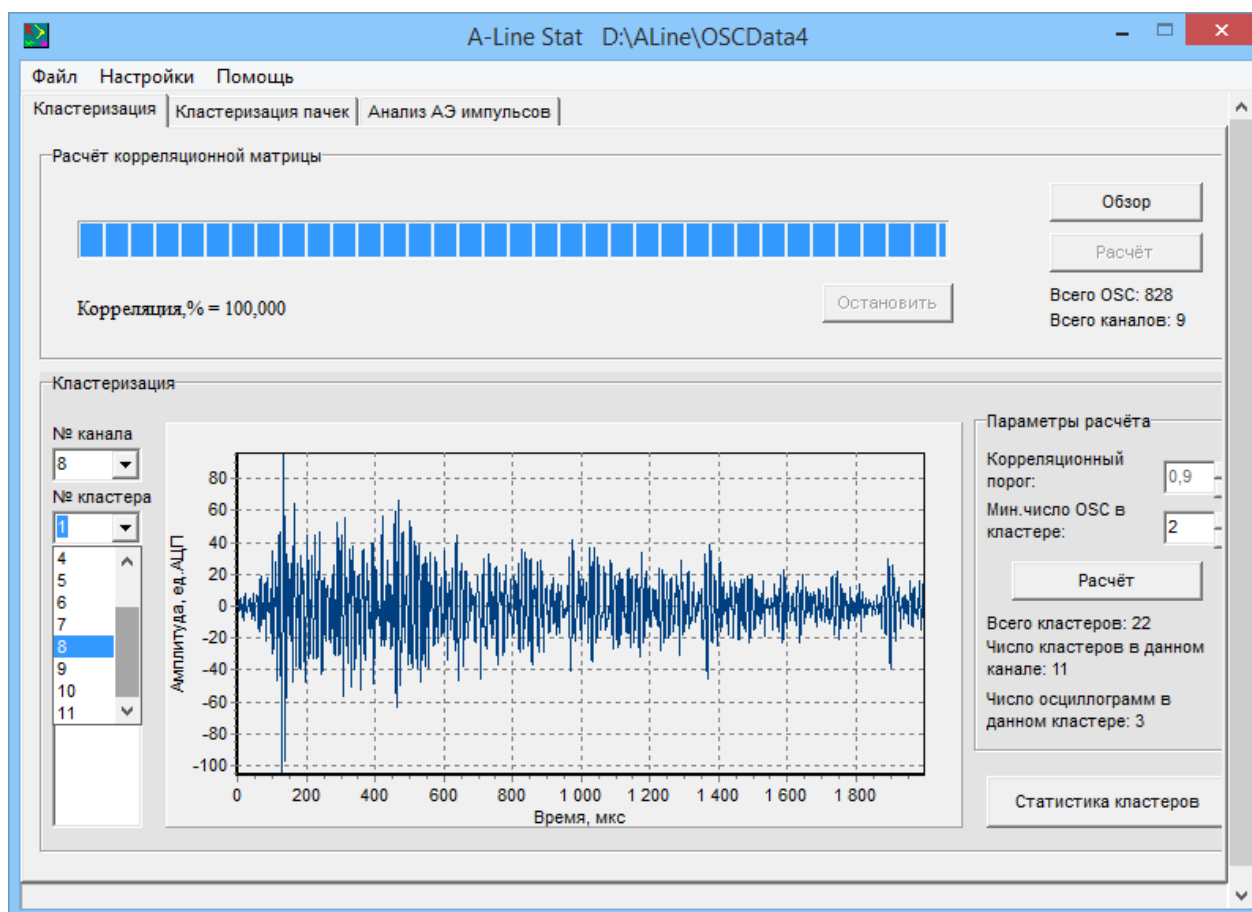 A-Line Stat D:\ALine\OSCData4
Файл Настройки Помощь
Кластеризация Кластеризация пачек Анализ АЭ импульсов
Расчёт корреляционной матрицы
Обзор
Расчёт
Корреляция,% = 100,000
Остановить
Всего OSC: 828
Всего каналов: 9
Кластеризация
№ канала
8
№ кластера
1
4
5
6
7
8
9
10
11
Амплитуда, ед.АЦП
80
60
40
20
0
-20
-40
-60
-80
-100
0 200 400 600 800 1 000 1 200 1 400 1 600 1 800
Время, мкс
Параметры расчёта
Корреляционный
порог:
0,9
Мин.число OSC в
кластере:
2
Расчёт
Всего кластеров: 22
Число кластеров в данном
канале: 11
Число осциллограмм в
данном кластере: 3
Статистика кластеров